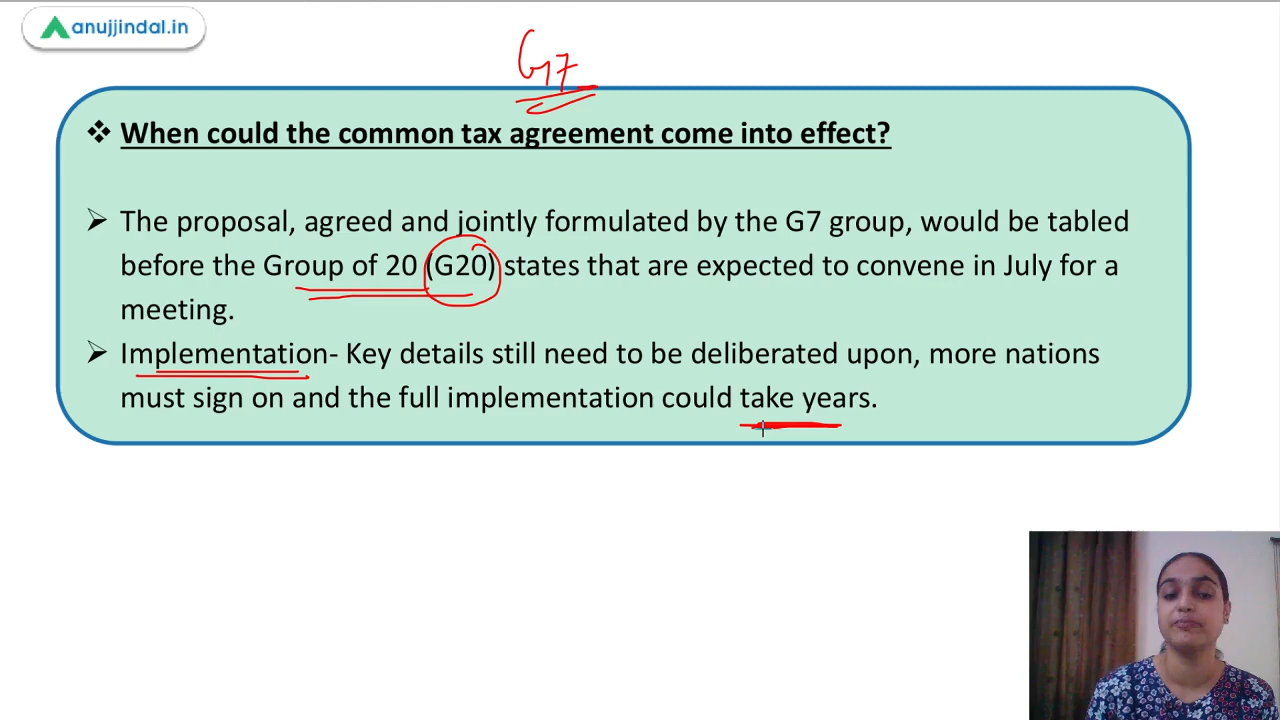 anujjindal.in
G7
❖ When could the common tax agreement come into effect?
➤ The proposal, agreed and jointly formulated by the G7 group, would be tabled
before the Group of 20 (G20) states that are expected to convene in July for a
meeting.
➤ Implementation- Key details still need to be deliberated upon, more nations
must sign on and the full implementation could take years.